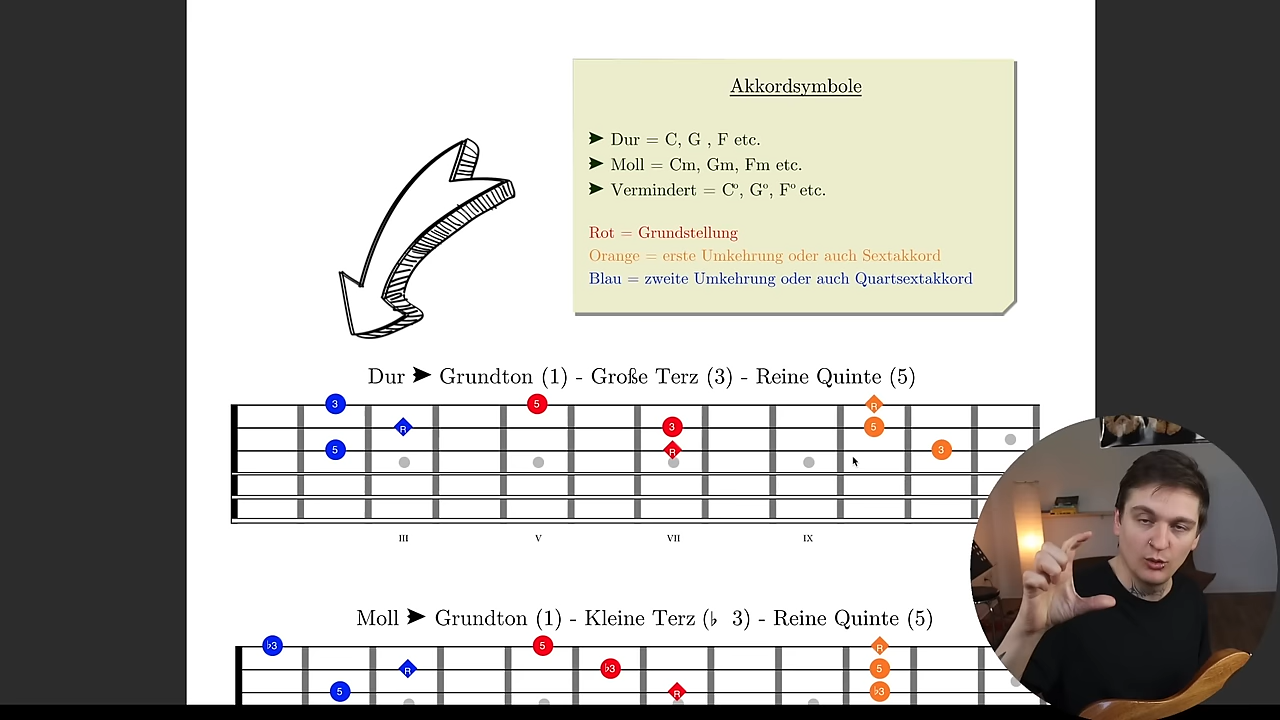 Akkordsymbole
➤ Dur = C, G , F etc.
➤ Moll = Cm, Gm, Fm etc.
➤ Vermindert = Cº, Gº, Fº etc.
Rot = Grundstellung
Orange = erste Umkehrung oder auch Sextakkord
Blau = zweite Umkehrung oder auch Quartsextakkord
Dur ➤ Grundton (1) - Große Terz (3) - Reine Quinte (5)
3 5 R
R 3 5
5 R 3
III V VII IX
Moll ➤ Grundton (1) - Kleine Terz (♭ 3) - Reine Quinte (5)
♭3 5 R
R ♭3 5
5 R ♭3